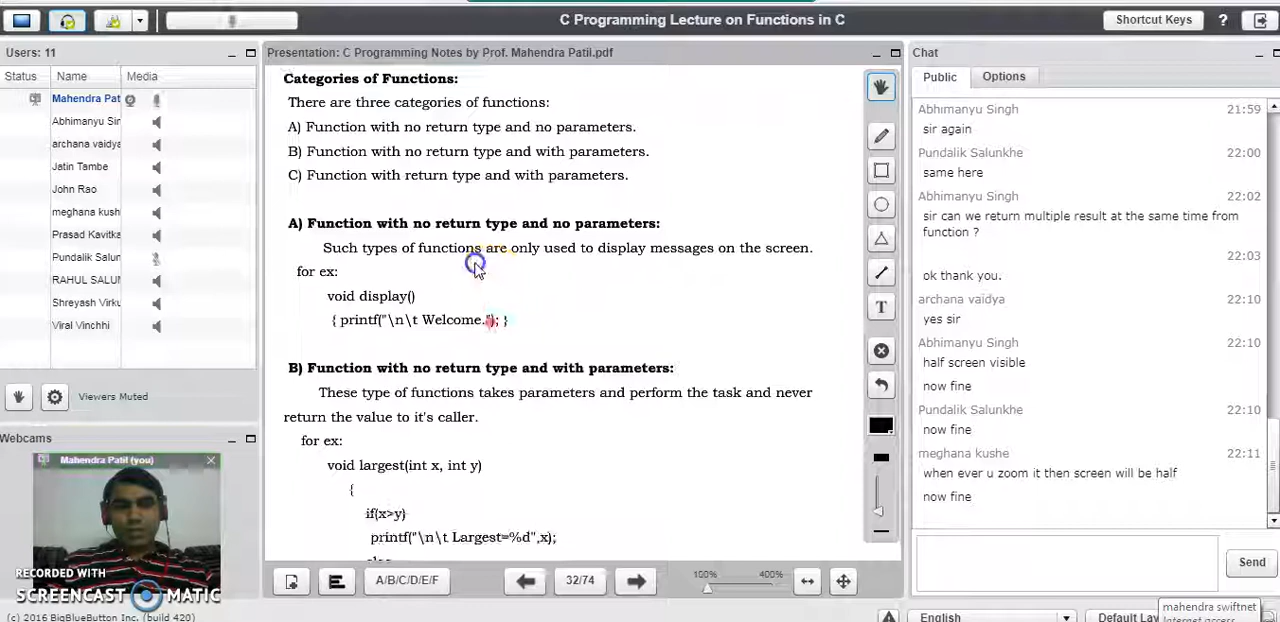 C Programming Lecture on Functions in C
Shortcut Keys
?
Users: 11
Status Name Media
Mahendra Pat
Abhimanyu Sir
archana vaidya
Jatin Tambe
John Rao
meghana kush
Prasad Kavitka
Pundalik Salun
RAHUL SALU
Shreyash Virku
Viral Vinchhi
Viewers Muted
Webcams
Mahendra Patil (you)
RECORDED WITH
SCREENCAST MATIC
(c) 2016 BigBlueButton Inc. (build 420)
Presentation: C Programming Notes by Prof. Mahendra Patil.pdf
Categories of Functions:
There are three categories of functions:
A) Function with no return type and no parameters.
B) Function with no return type and with parameters.
C) Function with return type and with parameters.
A) Function with no return type and no parameters:
Such types of functions are only used to display messages on the screen.
for ex:
void display()
{ printf("\n\t Welcome."); }
B) Function with no return type and with parameters:
These type of functions takes parameters and perform the task and never
return the value to it's caller.
for ex:
void largest(int x, int y)
{
if(x>y)
printf("\n\t Largest=%d",x);
else
T
A/B/C/D/E/F
32/74
100% 400%
Chat
Public Options
Abhimanyu Singh 21:59
sir again
Pundalik Salunkhe 22:00
same here
Abhimanyu Singh 22:02
sir can we return multiple result at the same time from
function ?
22:03
ok thank you.
archana vaidya 22:10
yes sir
Abhimanyu Singh 22:10
half screen visible
now fine
Pundalik Salunkhe 22:10
now fine
meghana kushe 22:11
when ever u zoom it then screen will be half
now fine
Send
mahendra swiftnet
Internet access
English
Default Lay